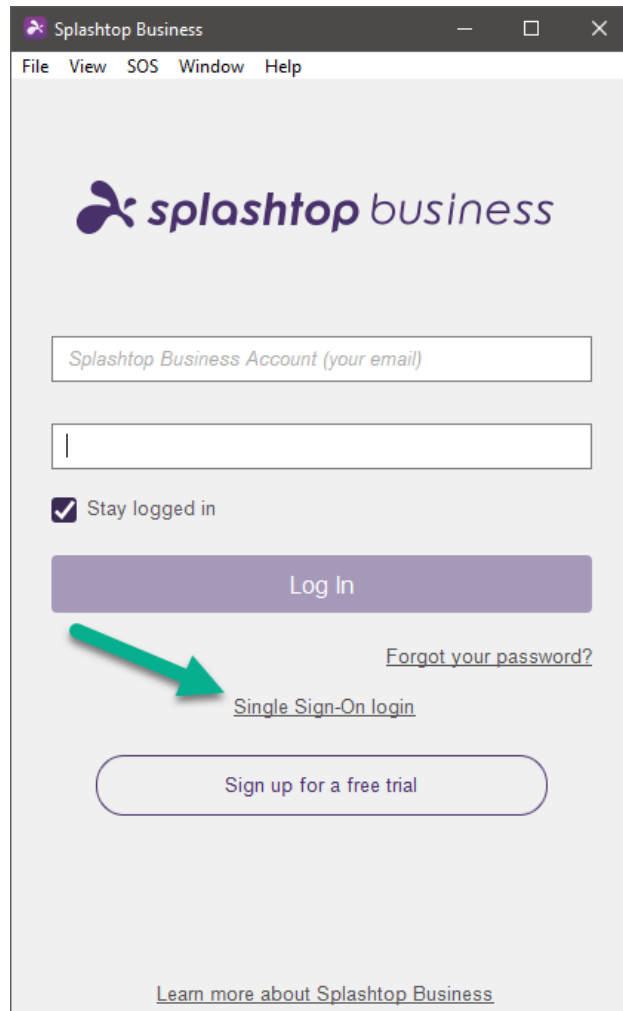 Splashtop Business
File View SOS Window Help
splashtop business
Splashtop Business Account (your email)
Stay logged in
Log In
Forgot your password?
Single Sign-On login
Sign up for a free trial
Learn more about Splashtop Business